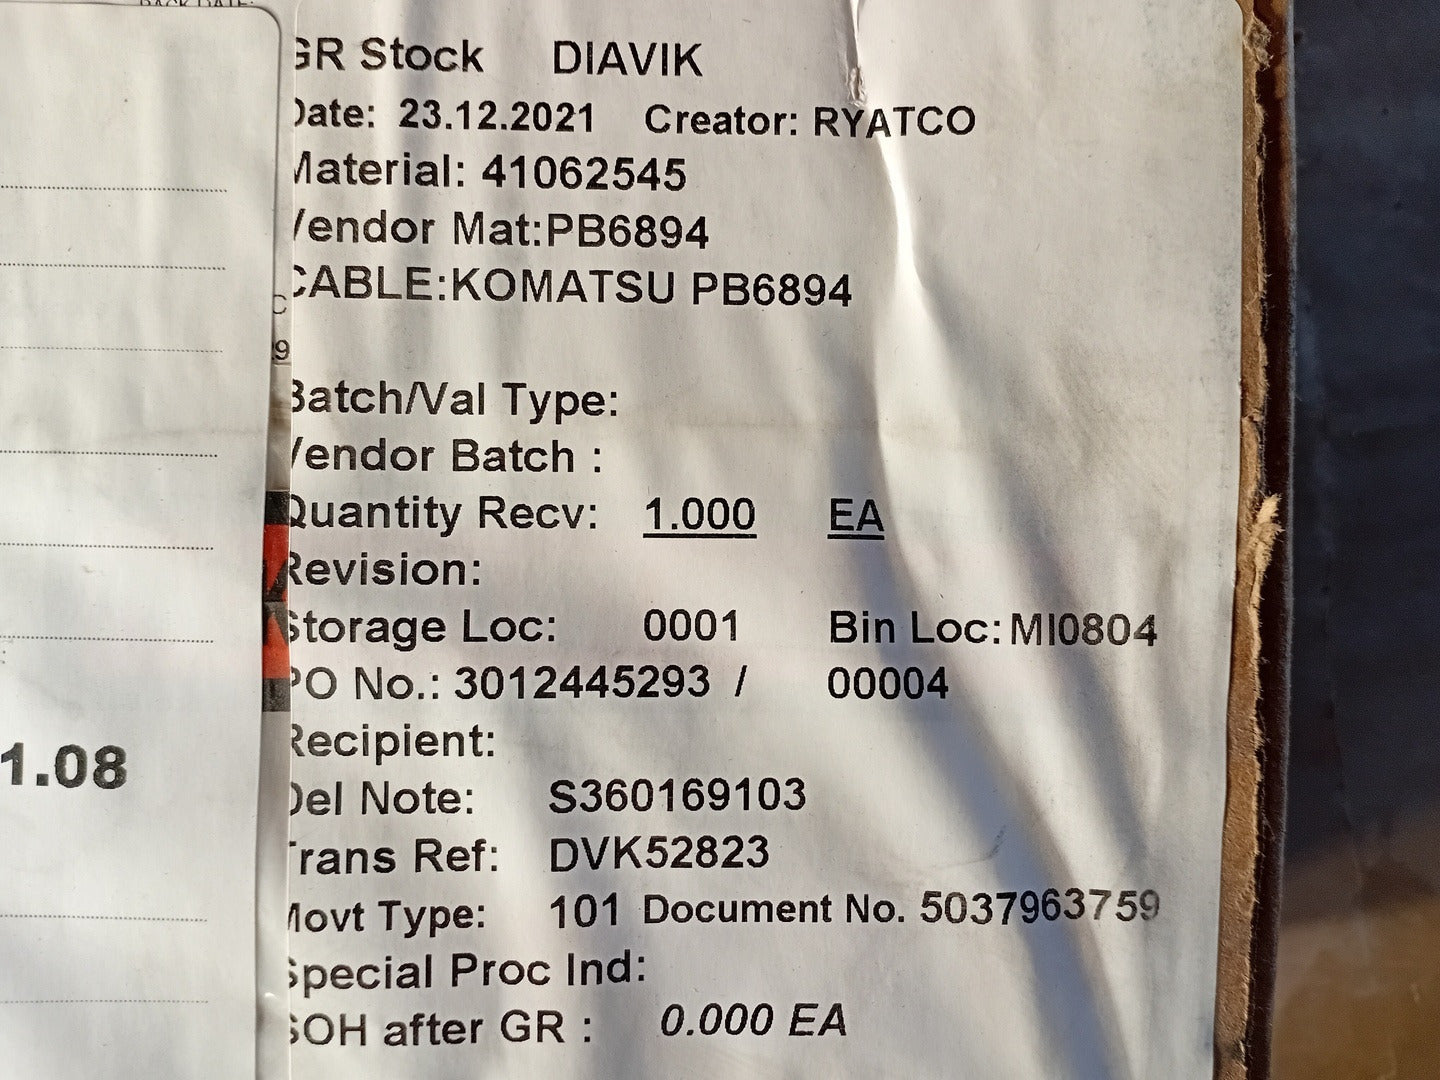 GR Stock DIAVIK
Date: 23.12.2021 Creator: RYATCO
Material: 41062545
Vendor Mat:PB6894
CABLE:KOMATSU PB6894
Batch/Val Type:
Vendor Batch :
Quantity Recv: 1.000 EA
Revision:
Storage Loc: 0001 Bin Loc: MI0804
PO No.: 3012445293 / 00004
Recipient:
1.08
Del Note: S360169103
Trans Ref: DVK52823
Movt Type: 101 Document No. 5037963759
Special Proc Ind:
SOH after GR : 0.000 EA